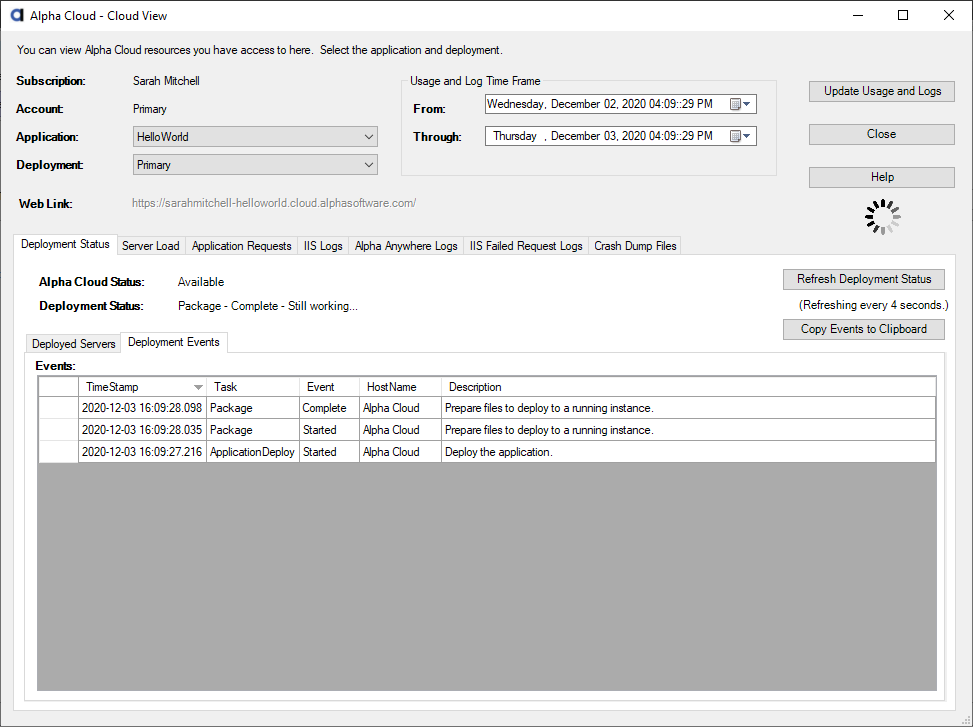 Alpha Cloud - Cloud View
You can view Alpha Cloud resources you have access to here. Select the application and deployment.
Subscription: Sarah Mitchell
Account: Primary
Application: HelloWorld
Deployment: Primary
Web Link: https://sarahmitchell-helloworld.cloud.alphasoftware.com/
Usage and Log Time Frame
From: Wednesday, December 02, 2020 04:09::29 PM
Through: Thursday , December 03, 2020 04:09::29 PM
Update Usage and Logs
Close
Help
Deployment Status Server Load Application Requests IIS Logs Alpha Anywhere Logs IIS Failed Request Logs Crash Dump Files
Alpha Cloud Status: Available
Deployment Status: Package - Complete - Still working...
Refresh Deployment Status
(Refreshing every 4 seconds.)
Copy Events to Clipboard
Deployed Servers Deployment Events
Events:
TimeStamp Task Event HostName Description
2020-12-03 16:09:28.098 Package Complete Alpha Cloud Prepare files to deploy to a running instance.
2020-12-03 16:09:28.035 Package Started Alpha Cloud Prepare files to deploy to a running instance.
2020-12-03 16:09:27.216 ApplicationDeploy Started Alpha Cloud Deploy the application.